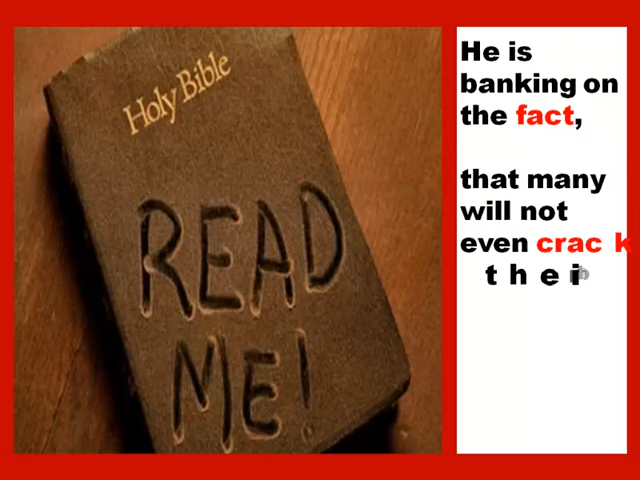 Holy Bible
READ
ME!
He is
banking on
the fact,
that many
will not
even crac k
t h e i